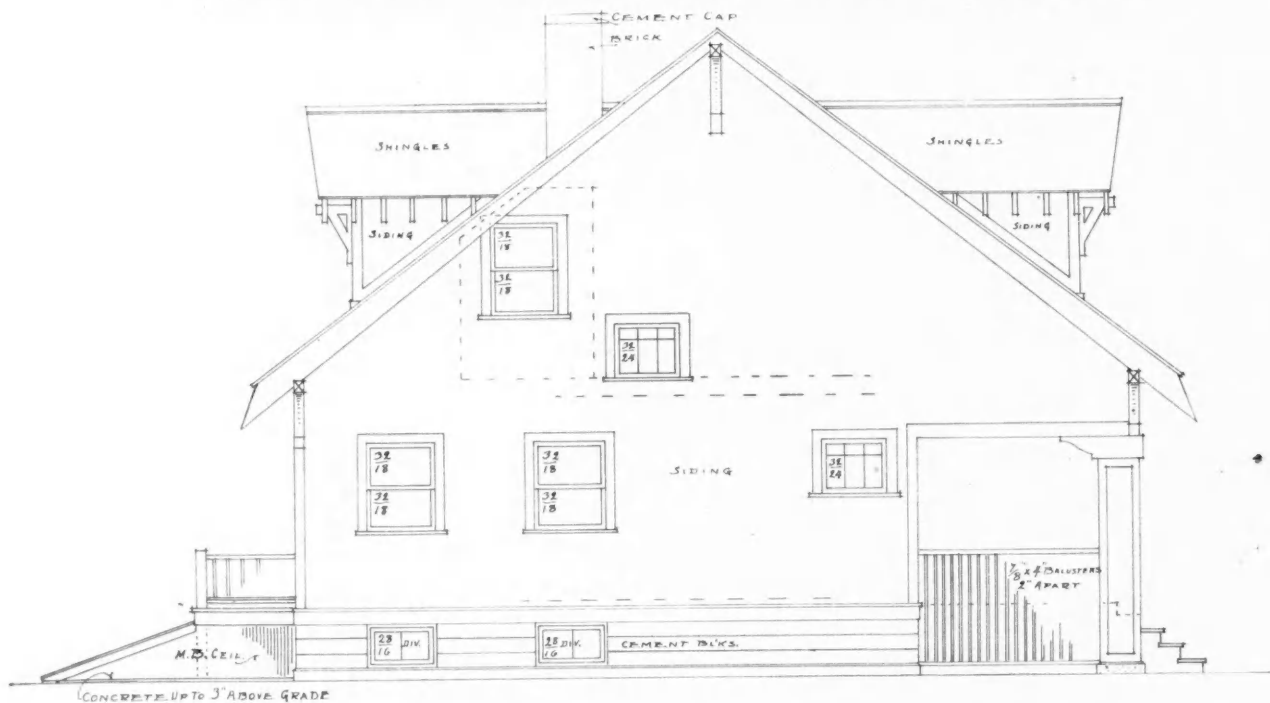 CEMENT CAP
BRICK
SHINGLES
SHINGLES
SIDING
SIDING
32
18
32
18
32
24
32
18
32
18
32
18
32
18
SIDING
32
24
7/8" x 4" BALUSTERS
2" APART
M.B. CEIL.
28
16
DIV.
28
16
DIV.
CEMENT BL'KS.
CONCRETE UP TO 3" ABOVE GRADE